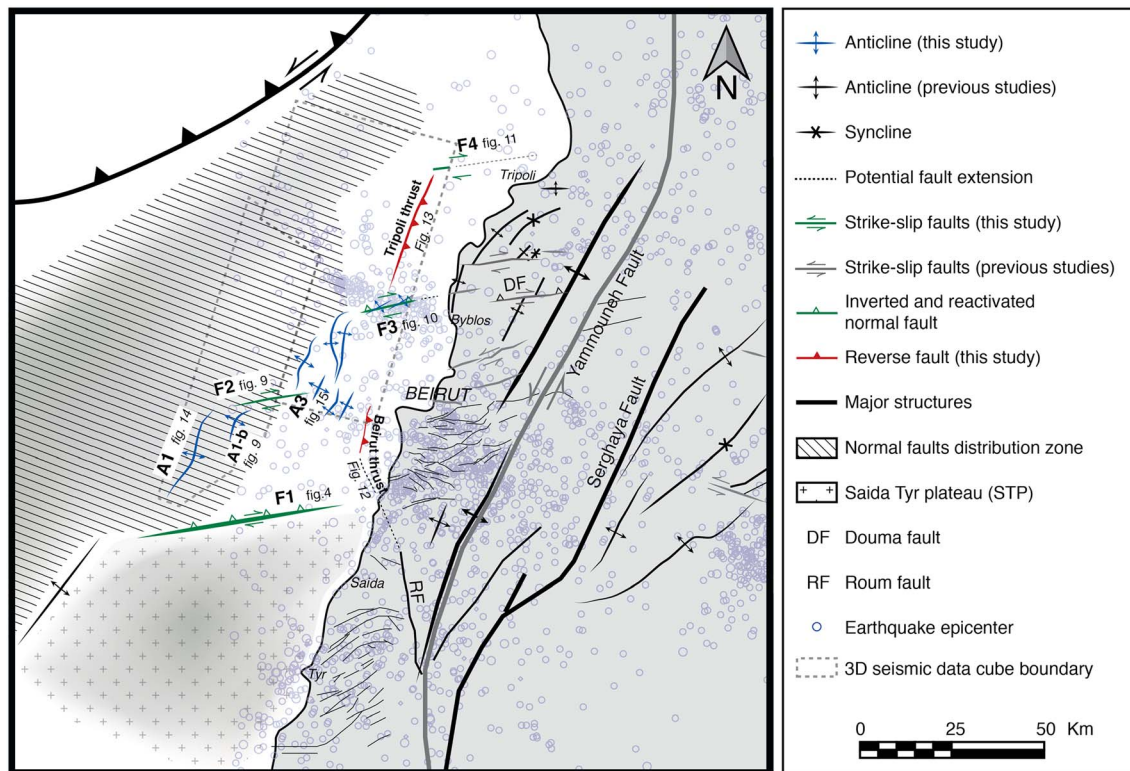 N
F4 fig. 11
Tripoli
Tripoli thrust
Fig. 13
DF
F3 fig. 10
Byblos
Yammouneh Fault
F2 fig. 9
A3
fig. 15
BEIRUT
A1
fig. 14
A1-b
fig. 9
Beirut thrust
Fig. 12
Serghaya Fault
F1 fig.4
Saida
RF
Tyr
Anticline (this study)
Anticline (previous studies)
Syncline
Potential fault extension
Strike-slip faults (this study)
Strike-slip faults (previous studies)
Inverted and reactivated
normal fault
Reverse fault (this study)
Major structures
Normal faults distribution zone
Saida Tyr plateau (STP)
DF Douma fault
RF Roum fault
Earthquake epicenter
3D seismic data cube boundary
0 25 50 Km